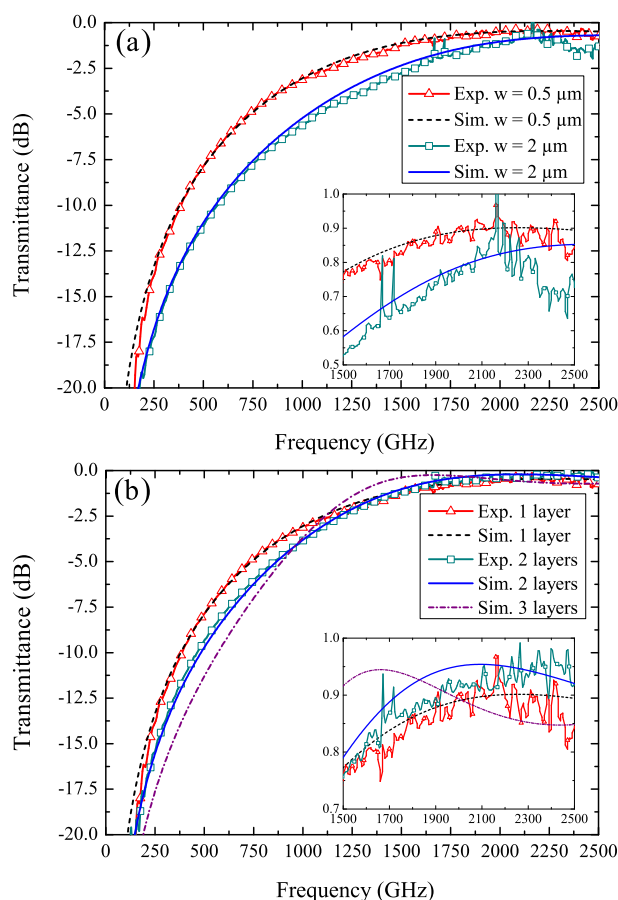 (a)
0.0
-2.5
-5.0
-7.5
-10.0
-12.5
-15.0
-17.5
-20.0
Transmittance (dB)
Exp. w = 0.5 μm
Sim. w = 0.5 μm
Exp. w = 2 μm
Sim. w = 2 μm
1.0
0.9
0.8
0.7
0.6
0.5
1500 1700 1900 2100 2300 2500
250 500 750 1000 1250 1500 1750 2000 2250 2500
Frequency (GHz)
(b)
0.0
-2.5
-5.0
-7.5
-10.0
-12.5
-15.0
-17.5
-20.0
Transmittance (dB)
Exp. 1 layer
Sim. 1 layer
Exp. 2 layers
Sim. 2 layers
Sim. 3 layers
1.0
0.9
0.8
0.7
1500 1700 1900 2100 2300 2500
250 500 750 1000 1250 1500 1750 2000 2250 2500
Frequency (GHz)